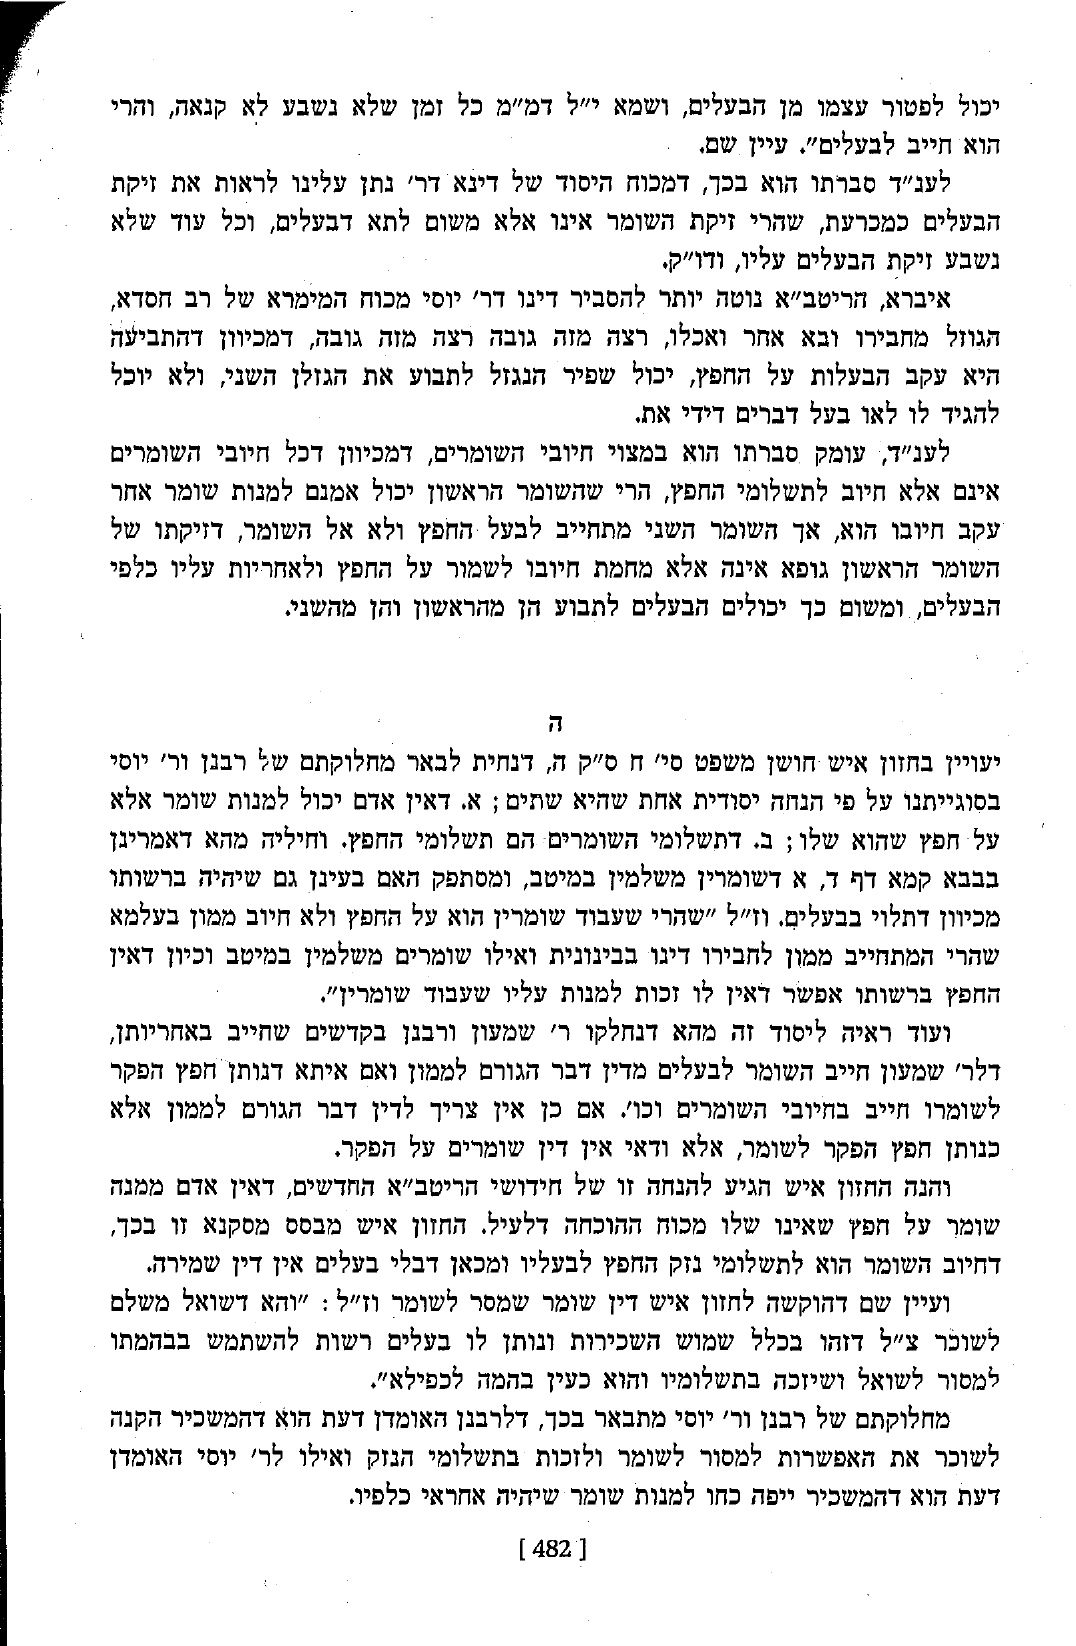 יכול לפטור עצמו מן הבעלים, ושמא י״ל דמ״מ כל זמן שלא נשבע לא קנאה, והרי
הוא חייב לבעלים״. עיין שם.
לענ״ד סברתו הוא בכך, דמכוח היסוד של דינא דר׳ נתן עלינו לראות את זיקת
הבעלים כמכרעת, שהרי זיקת השומר אינו אלא משום לתא דבעלים, וכל עוד שלא
נשבע זיקת הבעלים עליו, ודו״ק.
איברא, הריטב״א נוטה יותר להסביר דינו דר׳ יוסי מכוח המימרא של רב חסדא,
הגוזל מחבירו ובא אחר ואכלו, רצה מזה גובה רצה מזה גובה, דמכיוון דהתביעה
היא עקב הבעלות על החפץ, יכול שפיר הנגזל לתבוע את הגזלן השני, ולא יוכל
להגיד לו לאו בעל דברים דידי את.
לענ״ד, עומק סברתו הוא במצוי חיובי השומרים, דמכיוון דכל חיובי השומרים
אינם אלא חיוב לתשלומי החפץ, הרי שהשומר הראשון יכול אמנם למנות שומר אחר
עקב חיובו הוא, אך השומר השני מתחייב לבעל החפץ ולא אל השומר, דזיקתו של
השומר הראשון גופא אינה אלא מחמת חיובו לשמור על החפץ ולאחריות עליו כלפי
הבעלים, ומשום כך יכולים הבעלים לתבוע הן מהראשון והן מהשני.
ה
יעויין בחזון איש חושן משפט סי׳ ח ס״ק ה, דנחית לבאר מחלוקתם של רבנן ור׳ יוסי
בסוגייתנו על פי הנחה יסודית אחת שהיא שתים; א. דאין אדם יכול למנות שומר אלא
על חפץ שהוא שלו; ב. דתשלומי השומרים הם תשלומי החפץ. וחיליה מהא דאמרינן
בבבא קמא דף ד, א דשומרין משלמין במיטב, ומסתפק האם בעינן גם שיהיה ברשותו
מכיוון דתלוי בבעלים. וז״ל ״שהרי שעבוד שומרין הוא על החפץ ולא חיוב ממון בעלמא
שהרי המתחייב ממון לחבירו דינו בבינונית ואילו שומרים משלמין במיטב וכיון דאין
החפץ ברשותו אפשר דאין לו זכות למנות עליו שעבוד שומרין״.
ועוד ראיה ליסוד זה מהא דנחלקו ר׳ שמעון ורבנן בקדשים שחייב באחריותן,
דלר׳ שמעון חייב השומר לבעלים מדין דבר הגורם לממון ואם איתא דנותן חפץ הפקר
לשומרו חייב בחיובי השומרים וכו׳. אם כן אין צריך לדין דבר הגורם לממון אלא
כנותן חפץ הפקר לשומר, אלא ודאי אין דין שומרים על הפקר.
והנה החזון איש הגיע להנחה זו של חידושי הריטב״א החדשים, דאין אדם ממנה
שומר על חפץ שאינו שלו מכוח ההוכחה דלעיל. החזון איש מבסס מסקנא זו בכך,
דחיוב השומר הוא לתשלומי נזק החפץ לבעליו ומכאן דבלי בעלים אין דין שמירה.
ועיין שם דהוקשה לחזון איש דין שומר שמסר לשומר וז״ל: ״והא דשואל משלם
לשוכר צ״ל דזהו בכלל שמוש השכירות ונותן לו בעלים רשות להשתמש בבהמתו
למסור לשואל ושיזכה בתשלומיו והוא כעין בהמה לכפילא״.
מחלוקתם של רבנן ור׳ יוסי מתבאר בכך, דלרבנן האומדן דעת הוא דהמשכיר הקנה
לשוכר את האפשרות למסור לשומר ולזכות בתשלומי הנזק ואילו לר׳ יוסי האומדן
דעת הוא דהמשכיר ייפה כחו למנות שומר שיהיה אחראי כלפיו.
[ 482 ]